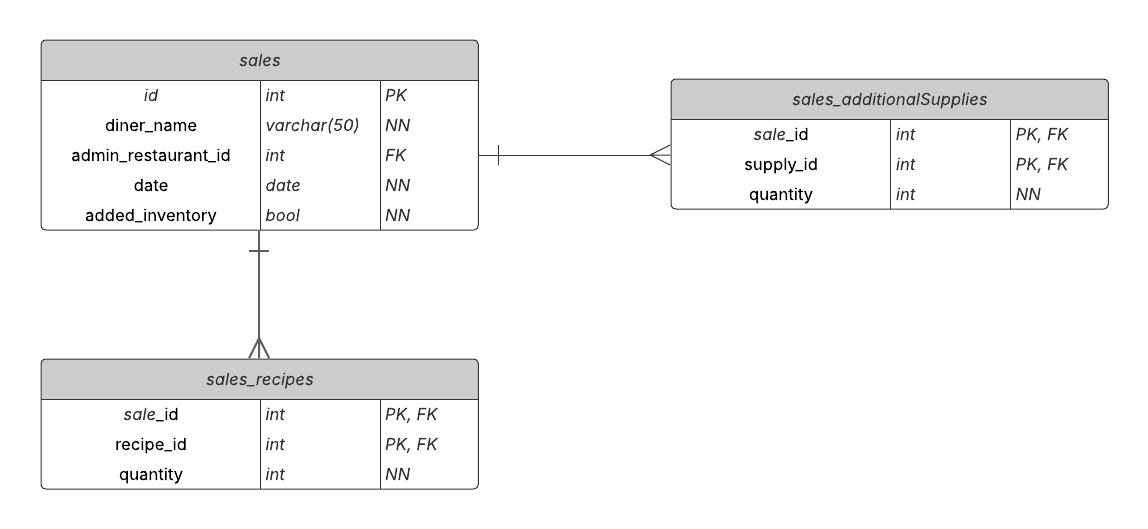 sales
id int PK
diner_name varchar(50) NN
admin_restaurant_id int FK
date date NN
added_inventory bool NN
sales_additionalSupplies
sale_id int PK, FK
supply_id int PK, FK
quantity int NN
sales_recipes
sale_id int PK, FK
recipe_id int PK, FK
quantity int NN